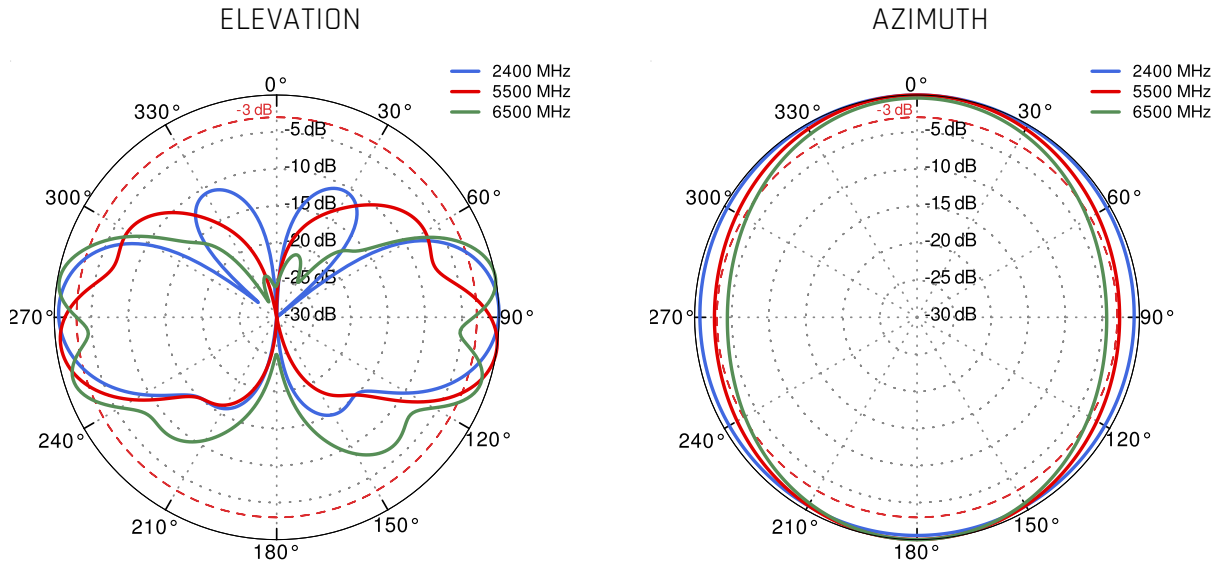 ELEVATION
2400 MHz
5500 MHz
6500 MHz
0°
330°
-3 dB
30°
-5 dB
-10 dB
300°
60°
-15 dB
-20 dB
-25 dB
270°
-30 dB
90°
240°
120°
210°
150°
180°
AZIMUTH
2400 MHz
5500 MHz
6500 MHz
0°
330°
-3 dB
30°
-5 dB
-10 dB
300°
60°
-15 dB
-20 dB
-25 dB
270°
-30 dB
90°
240°
120°
210°
150°
180°